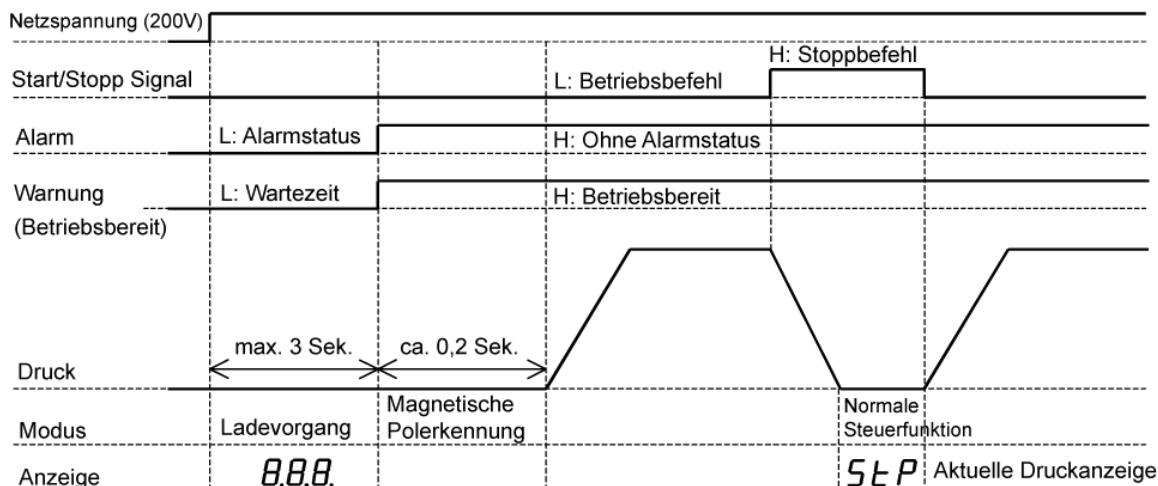 Netzspannung (200V)
H: Stoppbefehl
Start/Stopp Signal
L: Betriebsbefehl
Alarm
L: Alarmstatus
H: Ohne Alarmstatus
Warnung
(Betriebsbereit)
L: Wartezeit
H: Betriebsbereit
max. 3 Sek.
ca. 0,2 Sek.
Druck
Modus
Ladevorgang
Magnetische
Polerkennung
Normale
Steuerfunktion
Anzeige
8.8.8.
StP
Aktuelle Druckanzeige